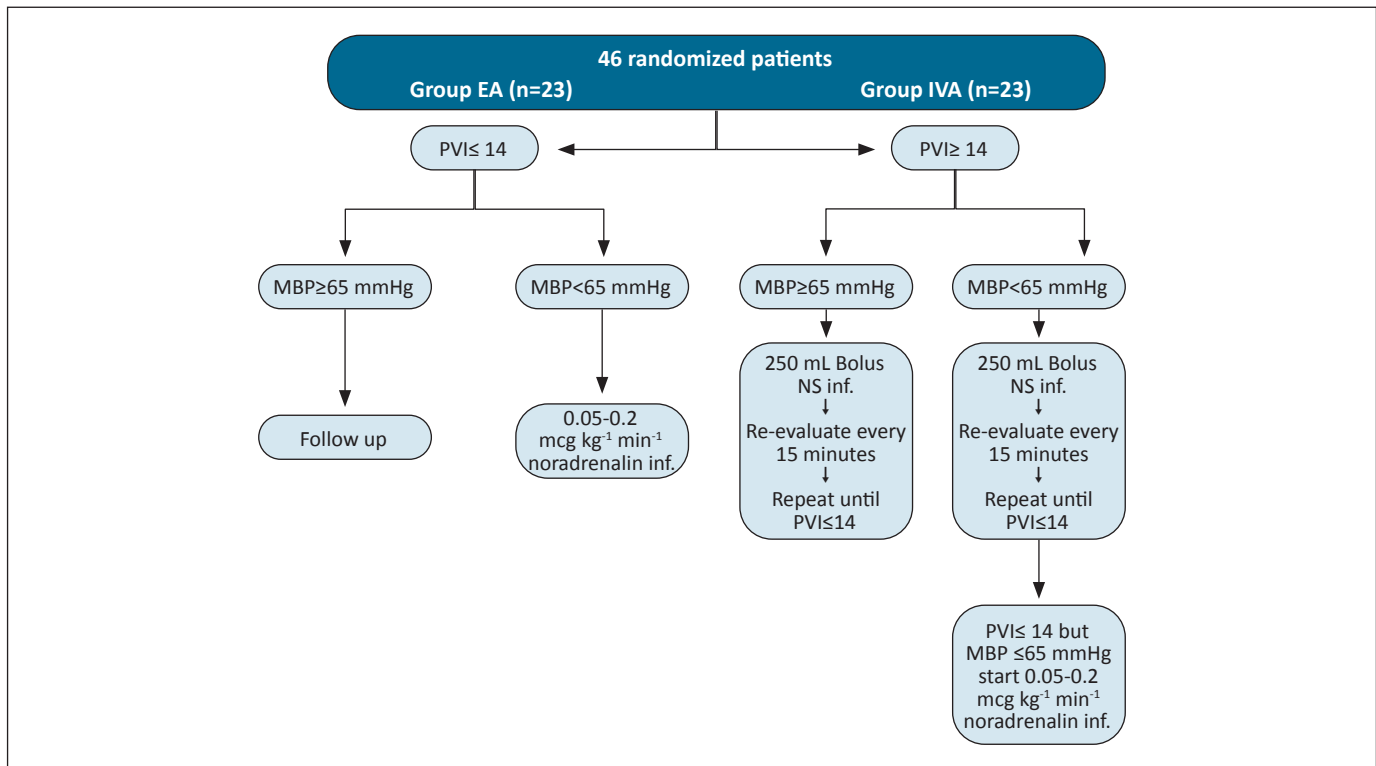 46 randomized patients
Group EA (n=23) Group IVA (n=23)
PVI≤ 14
PVI≥ 14
MBP≥65 mmHg
MBP<65 mmHg
MBP≥65 mmHg
MBP<65 mmHg
Follow up
0.05-0.2
mcg kg⁻¹ min⁻¹
noradrenalin inf.
250 mL Bolus
NS inf.
↓
Re-evaluate every
15 minutes
↓
Repeat until
PVI≤14
250 mL Bolus
NS inf.
↓
Re-evaluate every
15 minutes
↓
Repeat until
PVI≤14
PVI≤ 14 but
MBP ≤65 mmHg
start 0.05-0.2
mcg kg⁻¹ min⁻¹
noradrenalin inf.